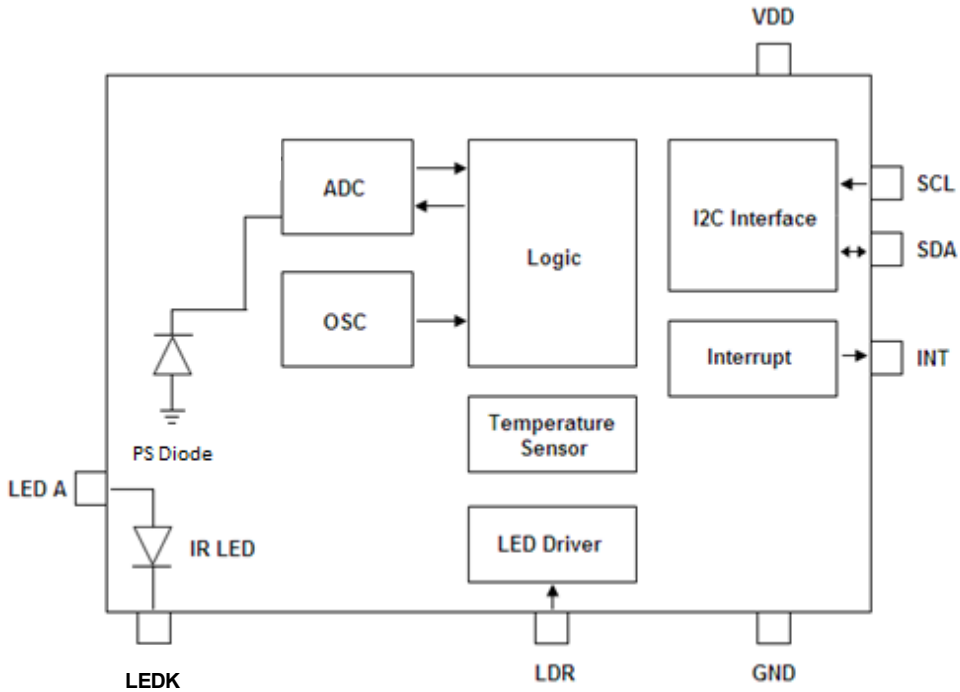 VDD
ADC
Logic
I2C Interface
SCL
SDA
OSC
Interrupt
INT
Temperature
Sensor
PS Diode
LED A
IR LED
LED Driver
LEDK
LDR
GND